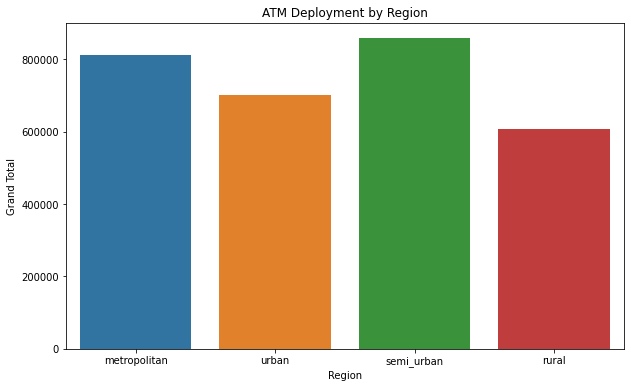 ATM Deployment by Region
Grand Total
800000
600000
400000
200000
0
metropolitan urban semi_urban rural
Region